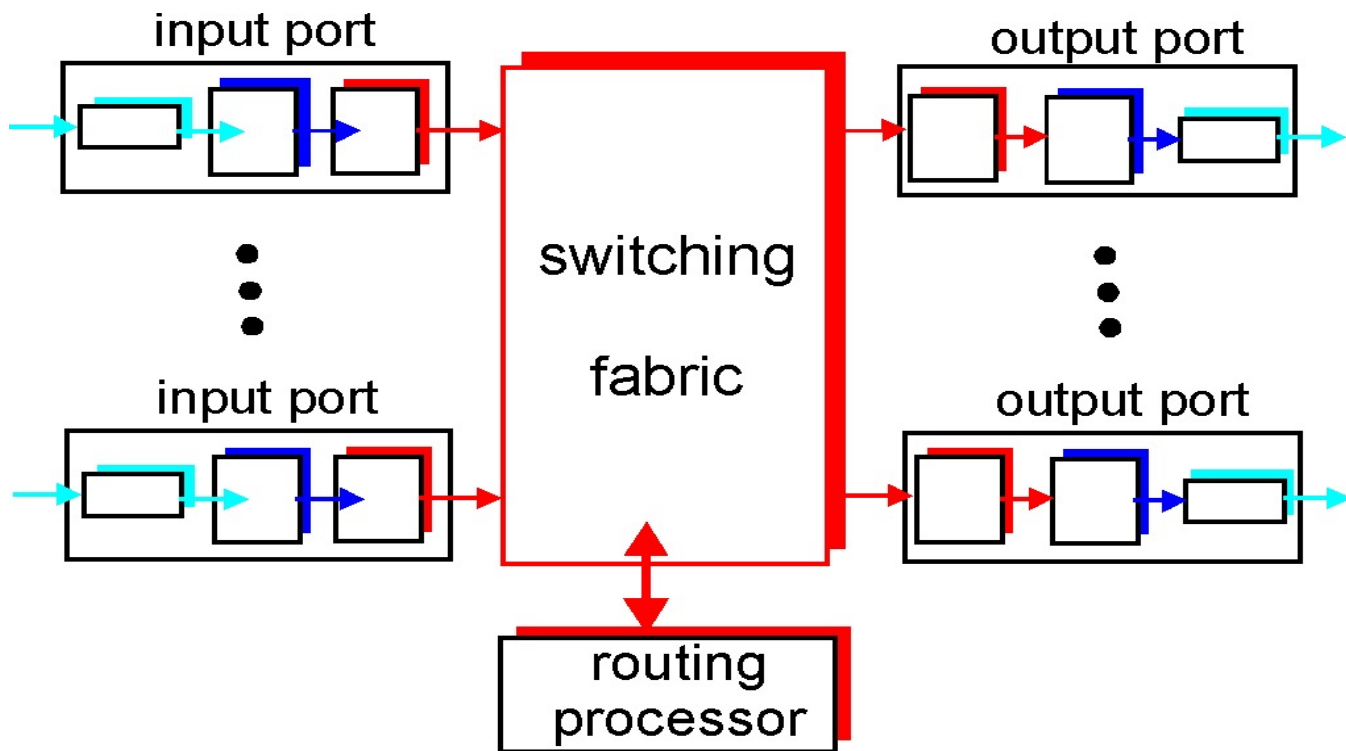 input port
output port
switching
fabric
input port
output port
routing
processor